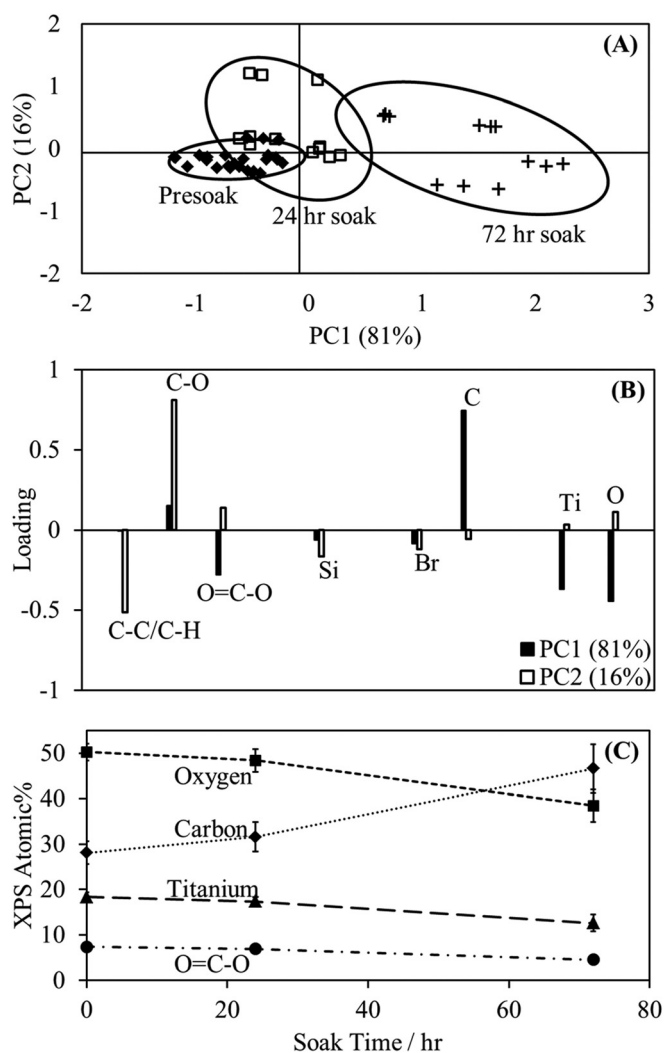 2
(A)
1
PC2 (16%)
0
-1
Presoak
24 hr soak
72 hr soak
-2
-2
-1
0
1
2
3
PC1 (81%)
1
(B)
C-O
C
0.5
Loading
0
Ti
O
Si
Br
O=C-O
-0.5
C-C/C-H
PC1 (81%)
PC2 (16%)
-1
(C)
50
Oxygen
40
XPS Atomic%
Carbon
30
20
Titanium
10
O=C-O
0
0
20
40
60
80
Soak Time / hr